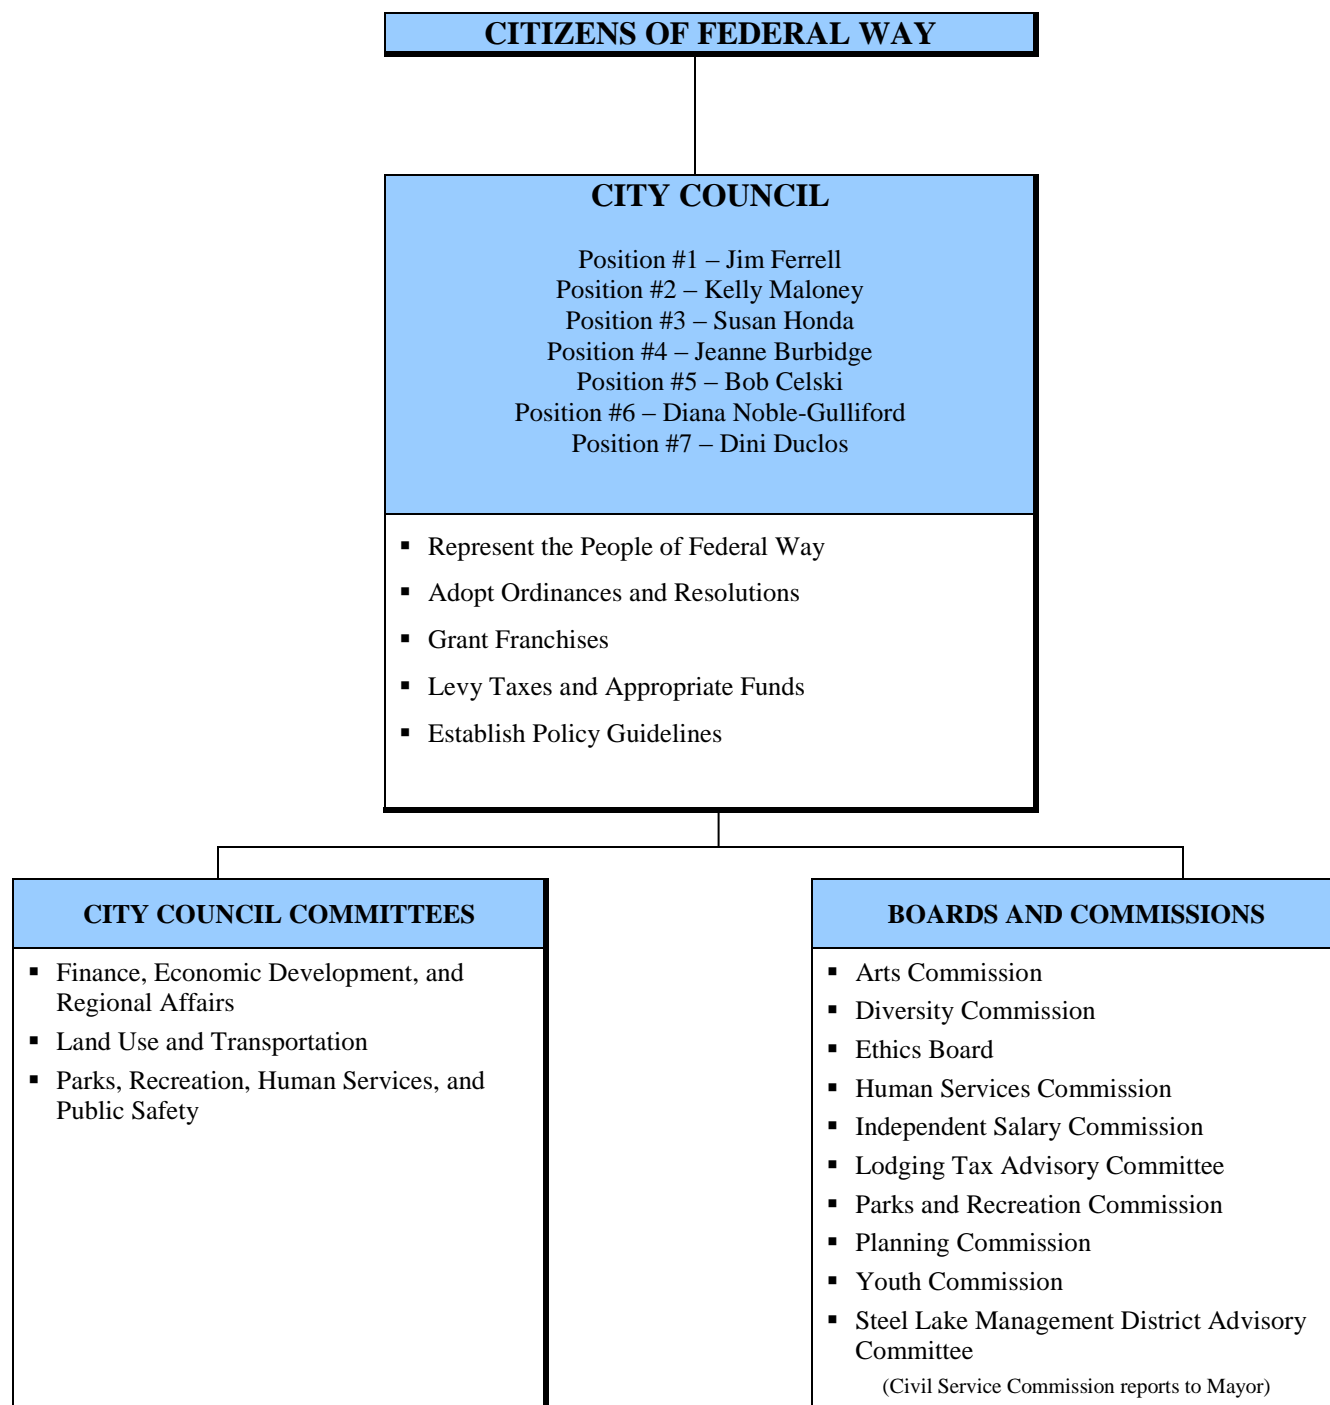 CITIZENS OF FEDERAL WAY
CITY COUNCIL
Position #1 – Jim Ferrell
Position #2 – Kelly Maloney
Position #3 – Susan Honda
Position #4 – Jeanne Burbidge
Position #5 – Bob Celski
Position #6 – Diana Noble-Gulliford
Position #7 – Dini Duclos
▪ Represent the People of Federal Way
▪ Adopt Ordinances and Resolutions
▪ Grant Franchises
▪ Levy Taxes and Appropriate Funds
▪ Establish Policy Guidelines
CITY COUNCIL COMMITTEES
▪ Finance, Economic Development, and
Regional Affairs
▪ Land Use and Transportation
▪ Parks, Recreation, Human Services, and
Public Safety
BOARDS AND COMMISSIONS
▪ Arts Commission
▪ Diversity Commission
▪ Ethics Board
▪ Human Services Commission
▪ Independent Salary Commission
▪ Lodging Tax Advisory Committee
▪ Parks and Recreation Commission
▪ Planning Commission
▪ Youth Commission
▪ Steel Lake Management District Advisory
Committee
(Civil Service Commission reports to Mayor)